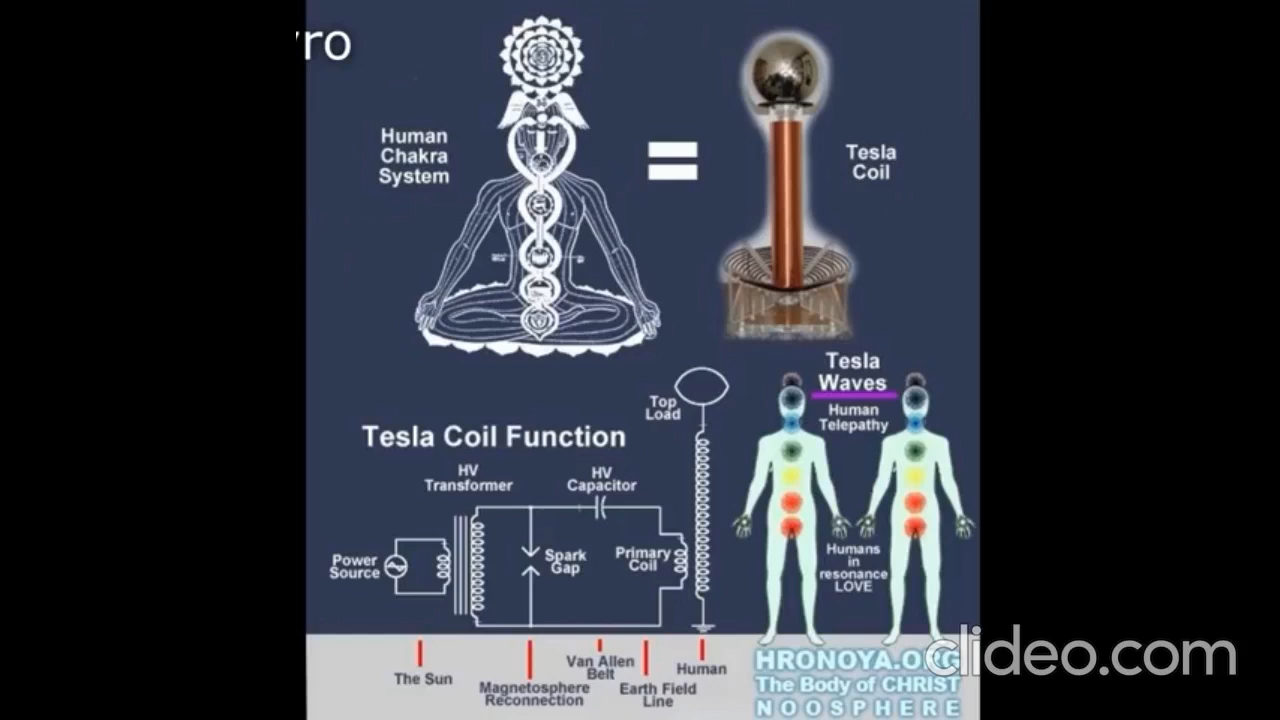 ro
Human
Chakra
System
Tesla
Coil
Tesla
Waves
Human
Telepathy
Top
Load
Tesla Coil Function
HV
Transformer
HV
Capacitor
Power
Source
Spark
Gap
Primary
Coil
Humans
in
resonance
LOVE
The Sun
Magnetosphere
Reconnection
Van Allen
Belt
Earth Field
Line
Human
HRONOYA.ORG
The Body of CHRIST
NOOSPHERE
clideo.com